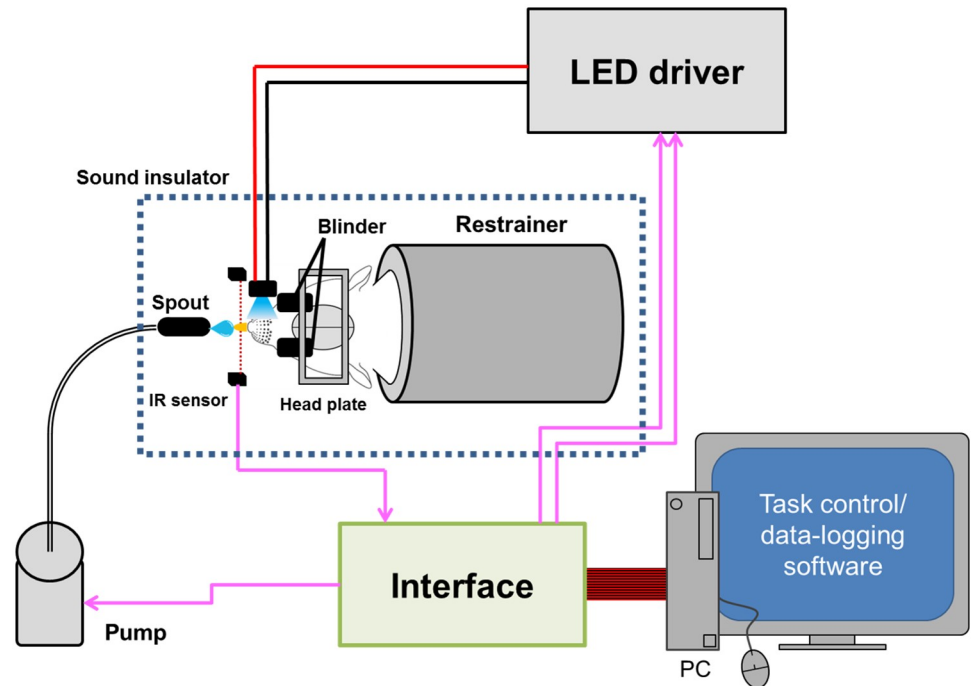 LED driver
Sound insulator
Blinder
Restrainer
Spout
IR sensor
Head plate
Task control/
data-logging
software
Interface
Pump
PC